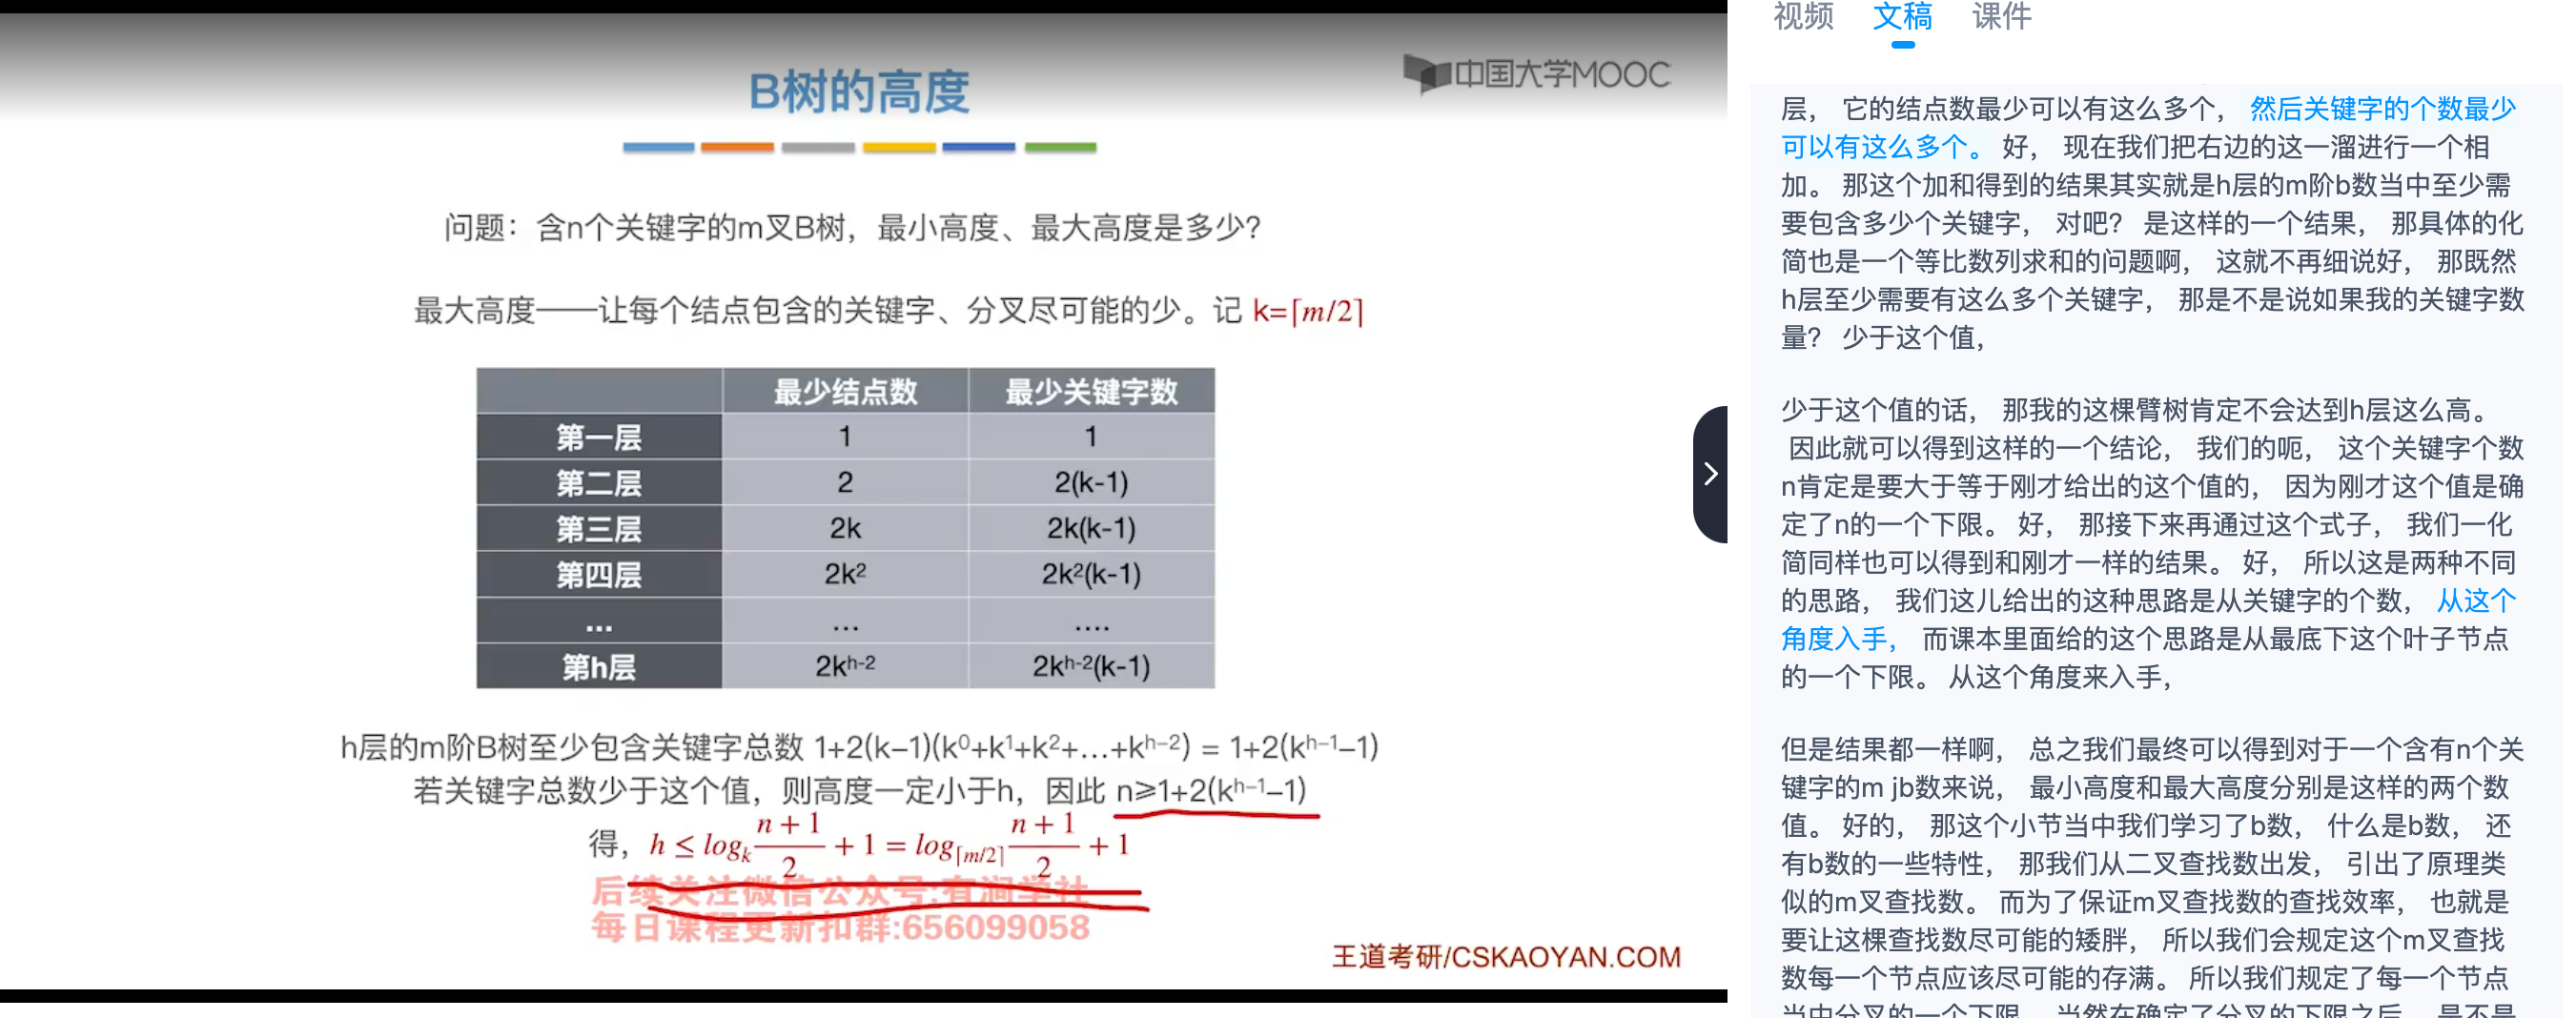 B树的高度
中国大学MOOC
问题：含n个关键字的m叉B树，最小高度、最大高度是多少？
最大高度——让每个结点包含的关键字、分叉尽可能的少。记 k=⌈m/2⌉
最少结点数 最少关键字数
第一层 1 1
第二层 2 2(k-1)
第三层 2k 2k(k-1)
第四层 2k² 2k²(k-1)
... ... ....
第h层 2kʰ⁻² 2kʰ⁻²(k-1)
h层的m阶B树至少包含关键字总数 1+2(k–1)(k⁰+k¹+k²+...+kʰ⁻²) = 1+2(kʰ⁻¹–1)
若关键字总数少于这个值，则高度一定小于h，因此 n≥1+2(kʰ⁻¹–1)
得，h ≤ logₖ (n + 1)/2 + 1 = log⌈m/2⌉ (n + 1)/2 + 1
后续关注微信公众号:有涧学社
每日课程更新扣群:656099058
王道考研/CSKAOYAN.COM
视频 文稿 课件
层， 它的结点数最少可以有这么多个， 然后关键字的个数最少
可以有这么多个。 好， 现在我们把右边的这一溜进行一个相
加。 那这个加和得到的结果其实就是h层的m阶b数当中至少需
要包含多少个关键字， 对吧？ 是这样的一个结果， 那具体的化
简也是一个等比数列求和的问题啊， 这就不再细说好， 那既然
h层至少需要有这么多个关键字， 那是不是说如果我的关键字数
量？ 少于这个值，
少于这个值的话， 那我的这棵臂树肯定不会达到h层这么高。
因此就可以得到这样的一个结论， 我们的呃， 这个关键字个数
n肯定是要大于等于刚才给出的这个值的， 因为刚才这个值是确
定了n的一个下限。 好， 那接下来再通过这个式子， 我们一化
简同样也可以得到和刚才一样的结果。 好， 所以这是两种不同
的思路， 我们这儿给出的这种思路是从关键字的个数， 从这个
角度入手， 而课本里面给的这个思路是从最底下这个叶子节点
的一个下限。 从这个角度来入手，
但是结果都一样啊， 总之我们最终可以得到对于一个含有n个关
键字的m jb数来说， 最小高度和最大高度分别是这样的两个数
值。 好的， 那这个小节当中我们学习了b数， 什么是b数， 还
有b数的一些特性， 那我们从二叉查找数出发， 引出了原理类
似的m叉查找数。 而为了保证m叉查找数的查找效率， 也就是
要让这棵查找数尽可能的矮胖， 所以我们会规定这个m叉查找
数每一个节点应该尽可能的存满。 所以我们规定了每一个节点
当中分叉的一个下限， 当然在确定了分叉的下限之后， 是不是